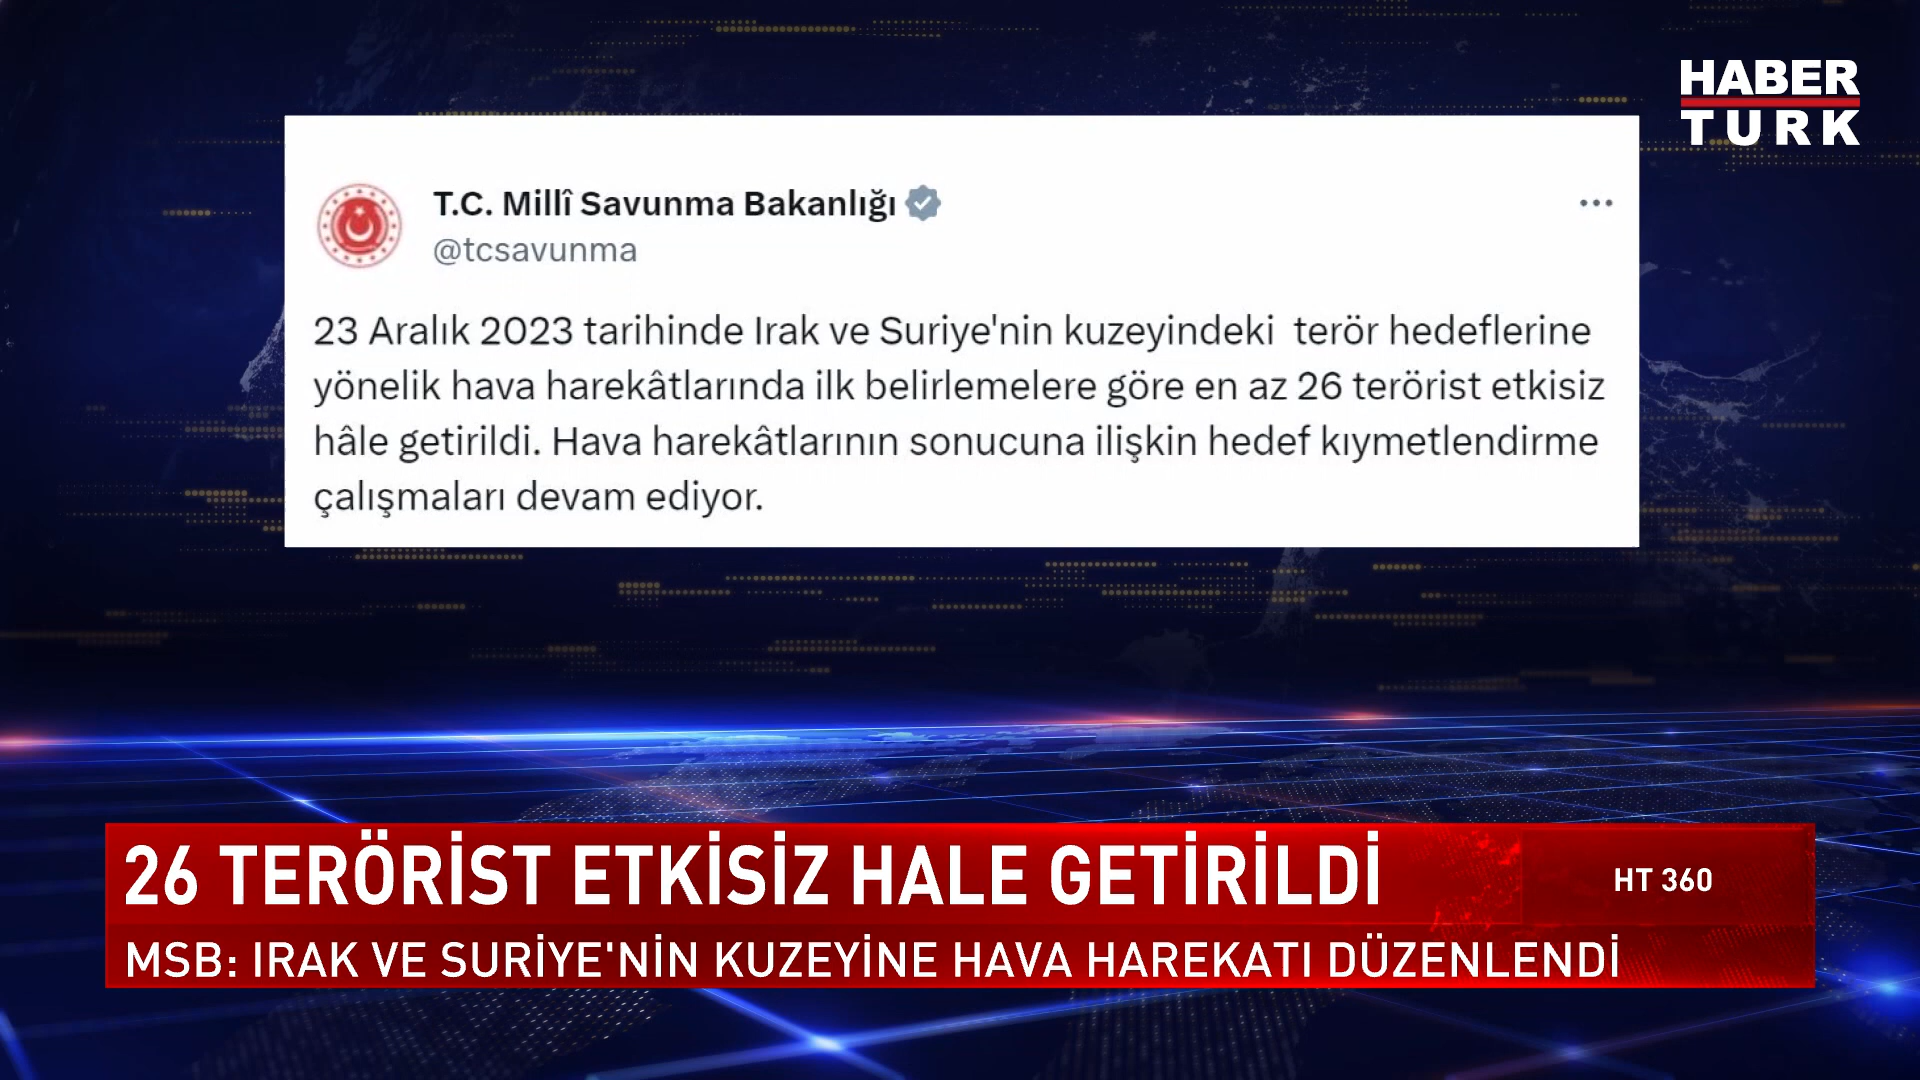 HABER
TURK
T.C. Millî Savunma Bakanlığı
@tcsavunma
23 Aralık 2023 tarihinde Irak ve Suriye'nin kuzeyindeki  terör hedeflerine
yönelik hava harekâtlarında ilk belirlemelere göre en az 26 terörist etkisiz
hâle getirildi. Hava harekâtlarının sonucuna ilişkin hedef kıymetlendirme
çalışmaları devam ediyor.
26 TERÖRİST ETKİSİZ HALE GETİRİLDİ
HT 360
MSB: IRAK VE SURİYE'NİN KUZEYİNE HAVA HAREKATI DÜZENLENDİ